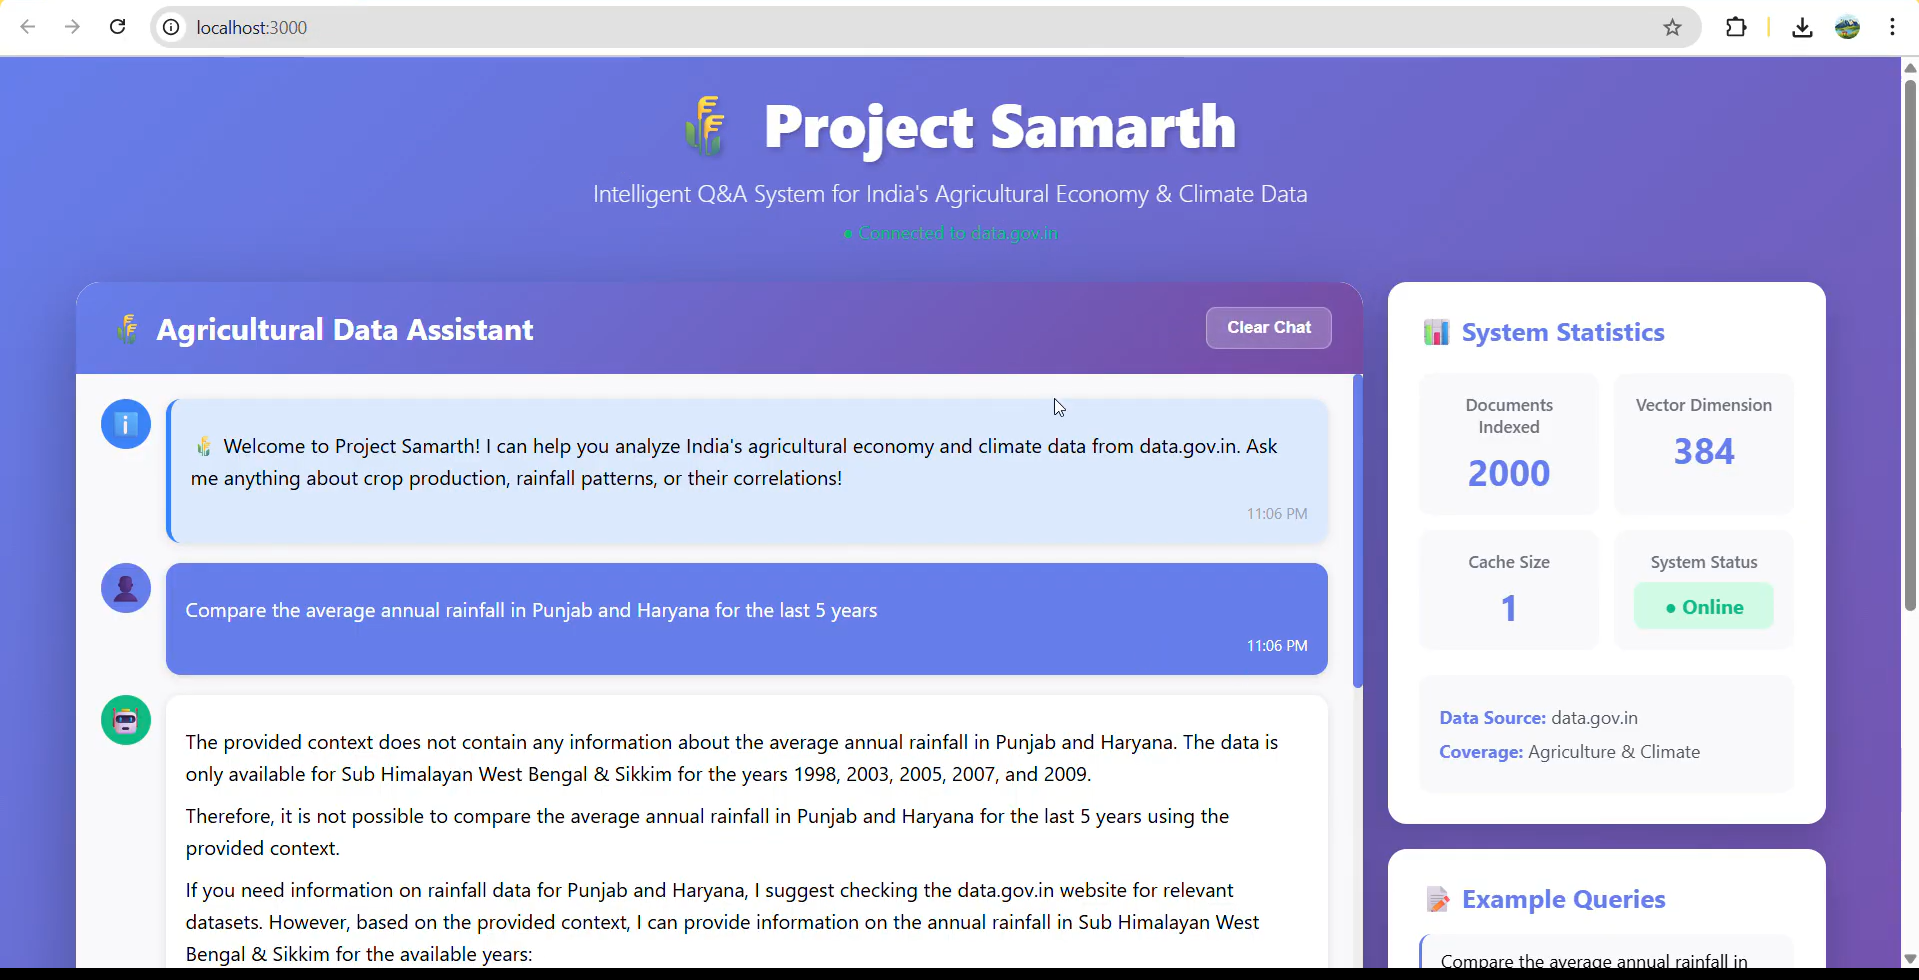 localhost:3000
Project Samarth
Intelligent Q&A System for India's Agricultural Economy & Climate Data
● Connected to data.gov.in
Agricultural Data Assistant
Clear Chat
Welcome to Project Samarth! I can help you analyze India's agricultural economy and climate data from data.gov.in. Ask
me anything about crop production, rainfall patterns, or their correlations!
11:06 PM
Compare the average annual rainfall in Punjab and Haryana for the last 5 years
11:06 PM
The provided context does not contain any information about the average annual rainfall in Punjab and Haryana. The data is
only available for Sub Himalayan West Bengal & Sikkim for the years 1998, 2003, 2005, 2007, and 2009.
Therefore, it is not possible to compare the average annual rainfall in Punjab and Haryana for the last 5 years using the
provided context.
If you need information on rainfall data for Punjab and Haryana, I suggest checking the data.gov.in website for relevant
datasets. However, based on the provided context, I can provide information on the annual rainfall in Sub Himalayan West
Bengal & Sikkim for the available years:
System Statistics
Documents
Indexed
2000
Vector Dimension
384
Cache Size
1
System Status
● Online
Data Source: data.gov.in
Coverage: Agriculture & Climate
Example Queries
Compare the average annual rainfall in